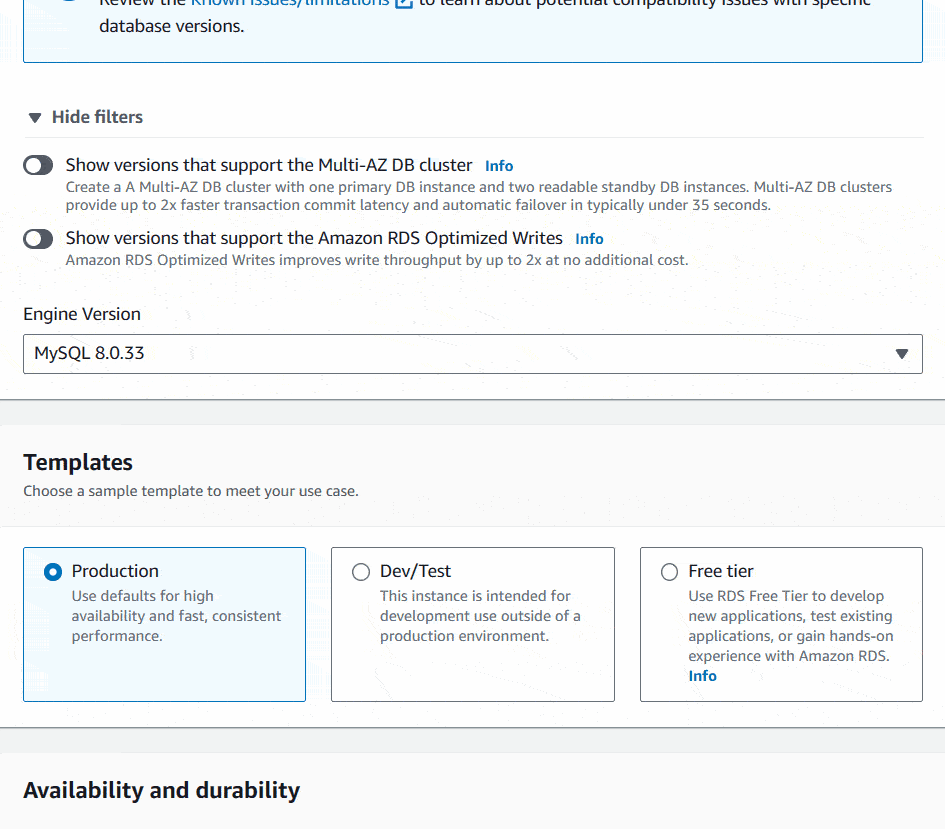 Review the Known issues/limitations to learn about potential compatibility issues with specific
database versions.
Hide filters
Show versions that support the Multi-AZ DB cluster Info
Create a A Multi-AZ DB cluster with one primary DB instance and two readable standby DB instances. Multi-AZ DB clusters
provide up to 2x faster transaction commit latency and automatic failover in typically under 35 seconds.
Show versions that support the Amazon RDS Optimized Writes Info
Amazon RDS Optimized Writes improves write throughput by up to 2x at no additional cost.
Engine Version
MySQL 8.0.33
Templates
Choose a sample template to meet your use case.
Production
Use defaults for high
availability and fast, consistent
performance.
Dev/Test
This instance is intended for
development use outside of a
production environment.
Free tier
Use RDS Free Tier to develop
new applications, test existing
applications, or gain hands-on
experience with Amazon RDS.
Info
Availability and durability